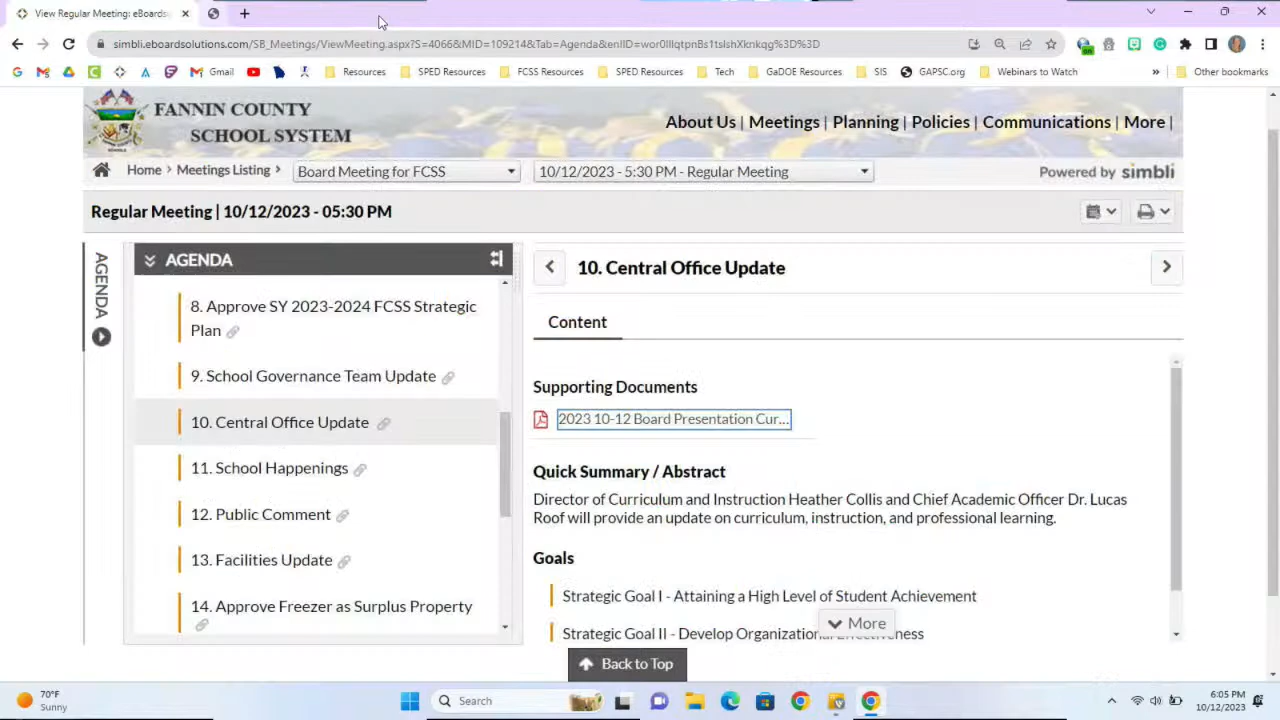 View Regular Meeting: eBoards
simbli.eboardsolutions.com/SB_Meetings/ViewMeeting.aspx?S=4066&MID=109214&Tab=Agenda
Gmail
Resources
SPED Resources
FCSS Resources
SPED Resources
Tech
GaDOE Resources
SIS
GAPSC.org
Webinars to Watch
»
Other bookmarks
FANNIN COUNTY
SCHOOL SYSTEM
About Us | Meetings | Planning | Policies | Communications | More |
Home > Meetings Listing > Board Meeting for FCSS 10/12/2023 - 5:30 PM - Regular Meeting Powered by simbli
Regular Meeting | 10/12/2023 - 05:30 PM
AGENDA
AGENDA
8. Approve SY 2023-2024 FCSS Strategic
Plan
9. School Governance Team Update
10. Central Office Update
11. School Happenings
12. Public Comment
13. Facilities Update
14. Approve Freezer as Surplus Property
10. Central Office Update
Content
Supporting Documents
2023 10-12 Board Presentation Cur...
Quick Summary / Abstract
Director of Curriculum and Instruction Heather Collis and Chief Academic Officer Dr. Lucas
Roof will provide an update on curriculum, instruction, and professional learning.
Goals
Strategic Goal I - Attaining a High Level of Student Achievement
More
Strategic Goal II - Develop Organizational Effectiveness
Back to Top
70°F
Sunny
Search
6:05 PM
10/12/2023